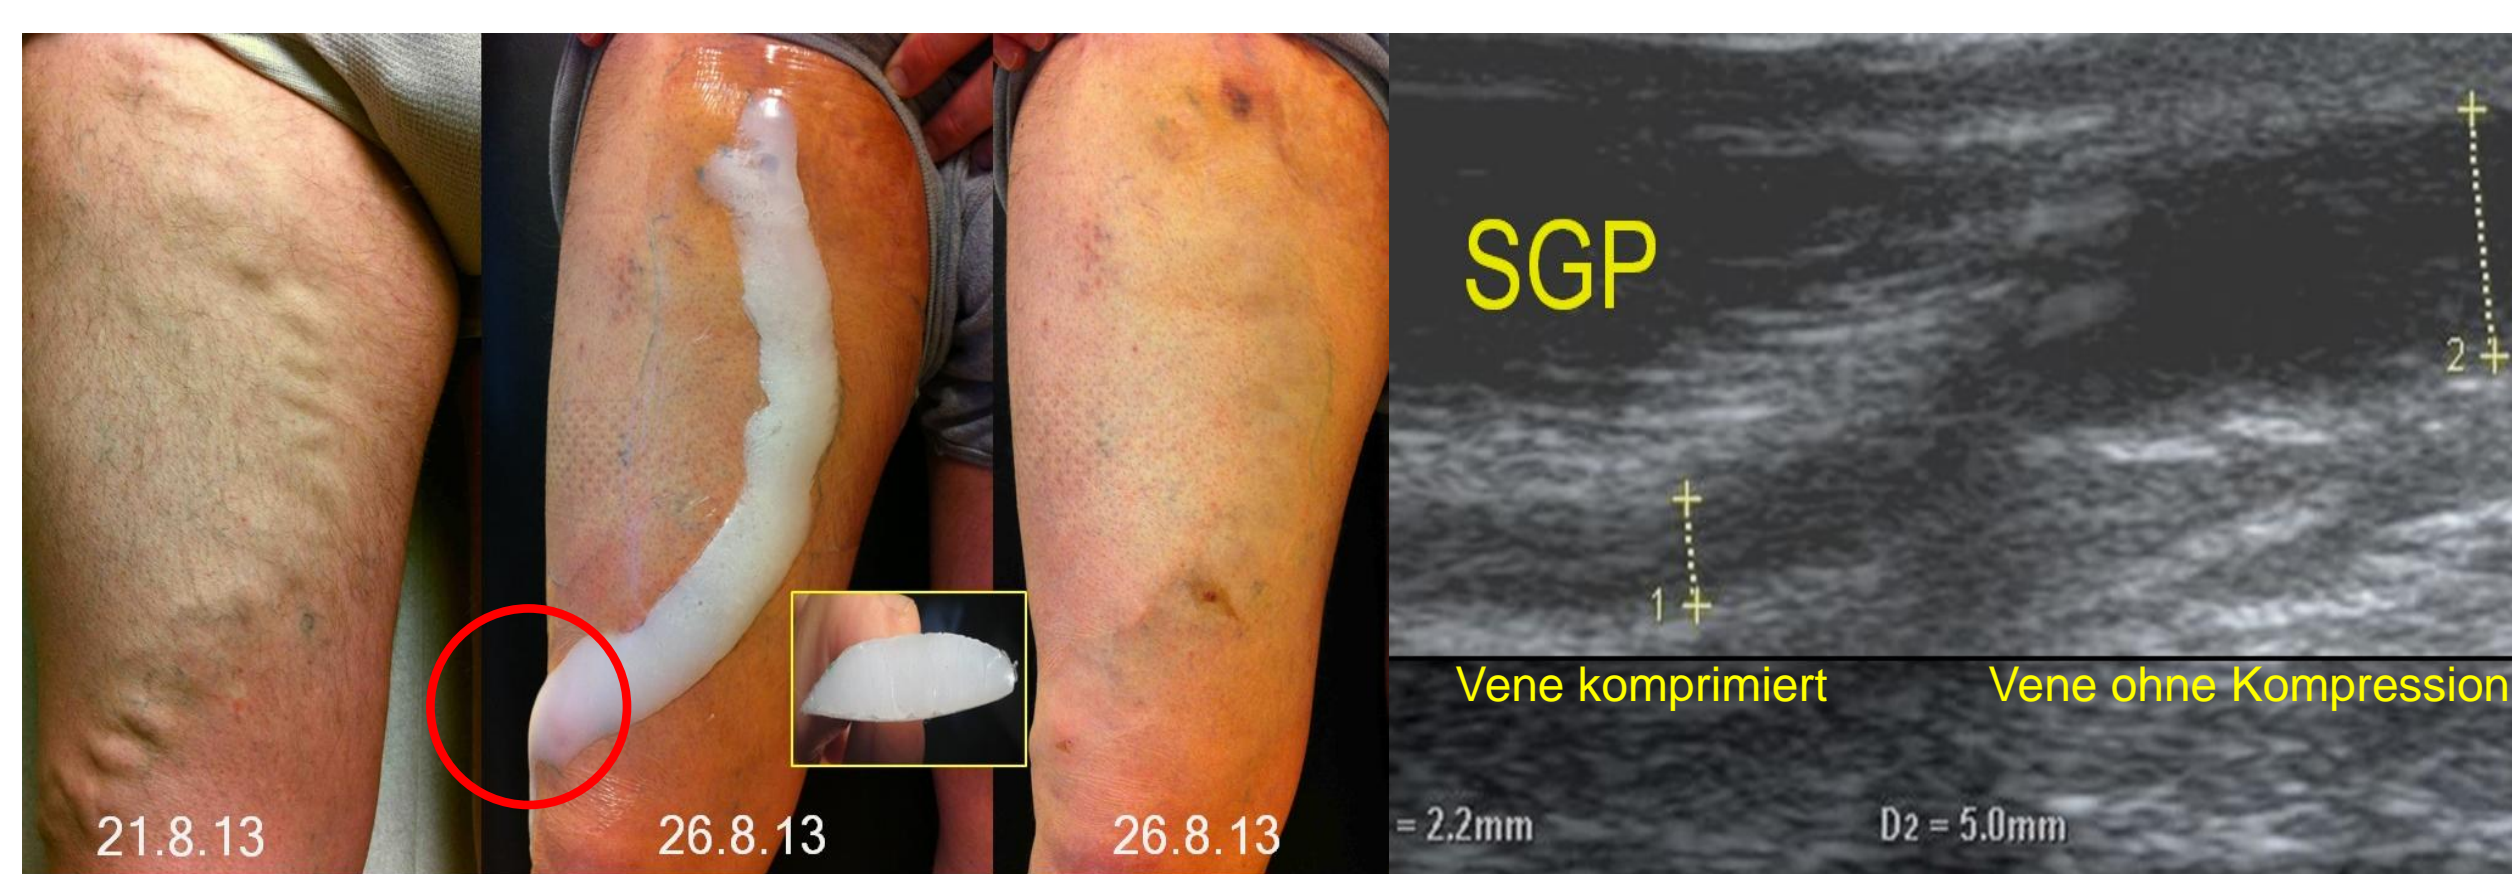 21.8.13
26.8.13
26.8.13
SGP
2
1
Vene komprimiert
Vene ohne Kompression
= 2.2mm
D2 = 5.0mm